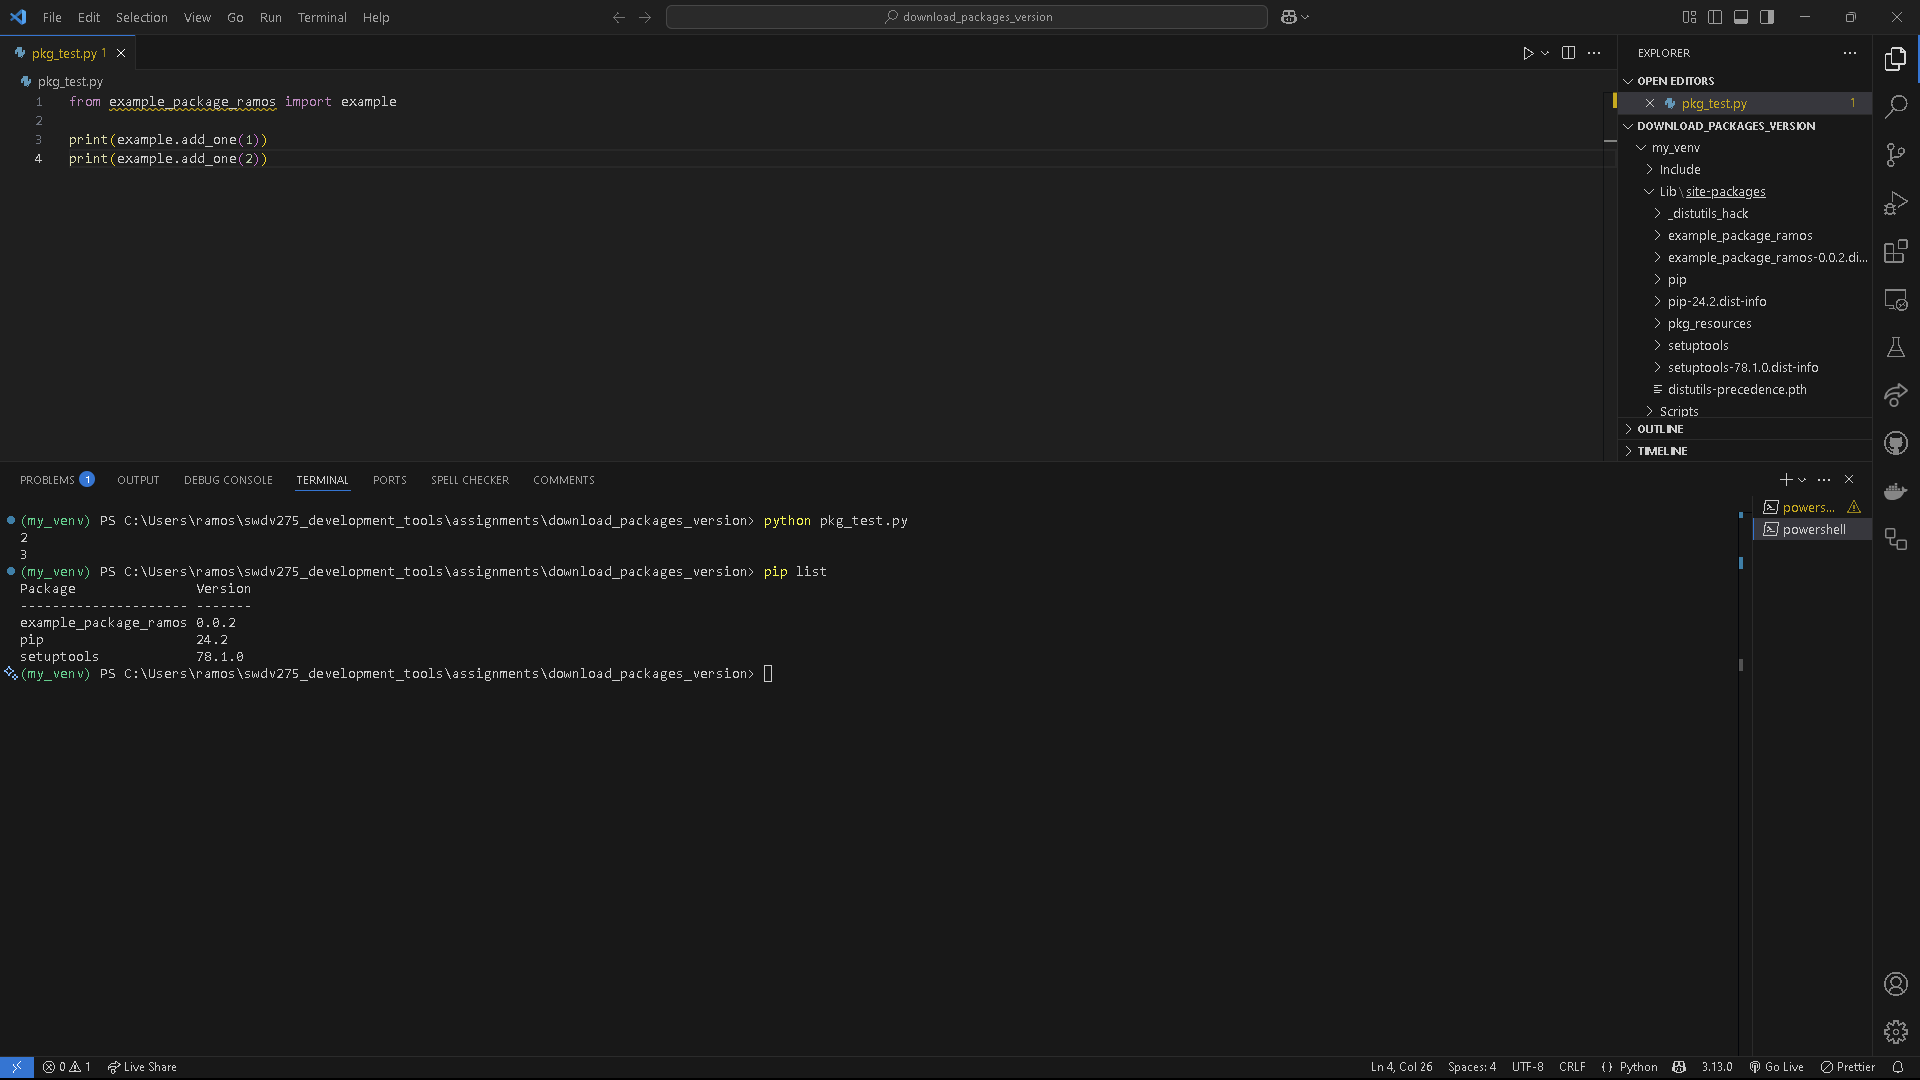 File Edit Selection View Go Run Terminal Help
download_packages_version
pkg_test.py 1
pkg_test.py
1 from example_package_ramos import example
2
3 print(example.add_one(1))
4 print(example.add_one(2))
EXPLORER
OPEN EDITORS
pkg_test.py 1
DOWNLOAD_PACKAGES_VERSION
my_venv
Include
Lib\site-packages
_distutils_hack
example_package_ramos
example_package_ramos-0.0.2.di...
pip
pip-24.2.dist-info
pkg_resources
setuptools
setuptools-78.1.0.dist-info
distutils-precedence.pth
Scripts
OUTLINE
TIMELINE
PROBLEMS 1 OUTPUT DEBUG CONSOLE TERMINAL PORTS SPELL CHECKER COMMENTS
(my_venv) PS C:\Users\ramos\swdv275_development_tools\assignments\download_packages_version> python pkg_test.py
2
3
(my_venv) PS C:\Users\ramos\swdv275_development_tools\assignments\download_packages_version> pip list
Package Version
--------------------- -------
example_package_ramos 0.0.2
pip 24.2
setuptools 78.1.0
(my_venv) PS C:\Users\ramos\swdv275_development_tools\assignments\download_packages_version>
powers...
powershell
0 1 Live Share
Ln 4, Col 26 Spaces: 4 UTF-8 CRLF {} Python 3.13.0 Go Live Prettier